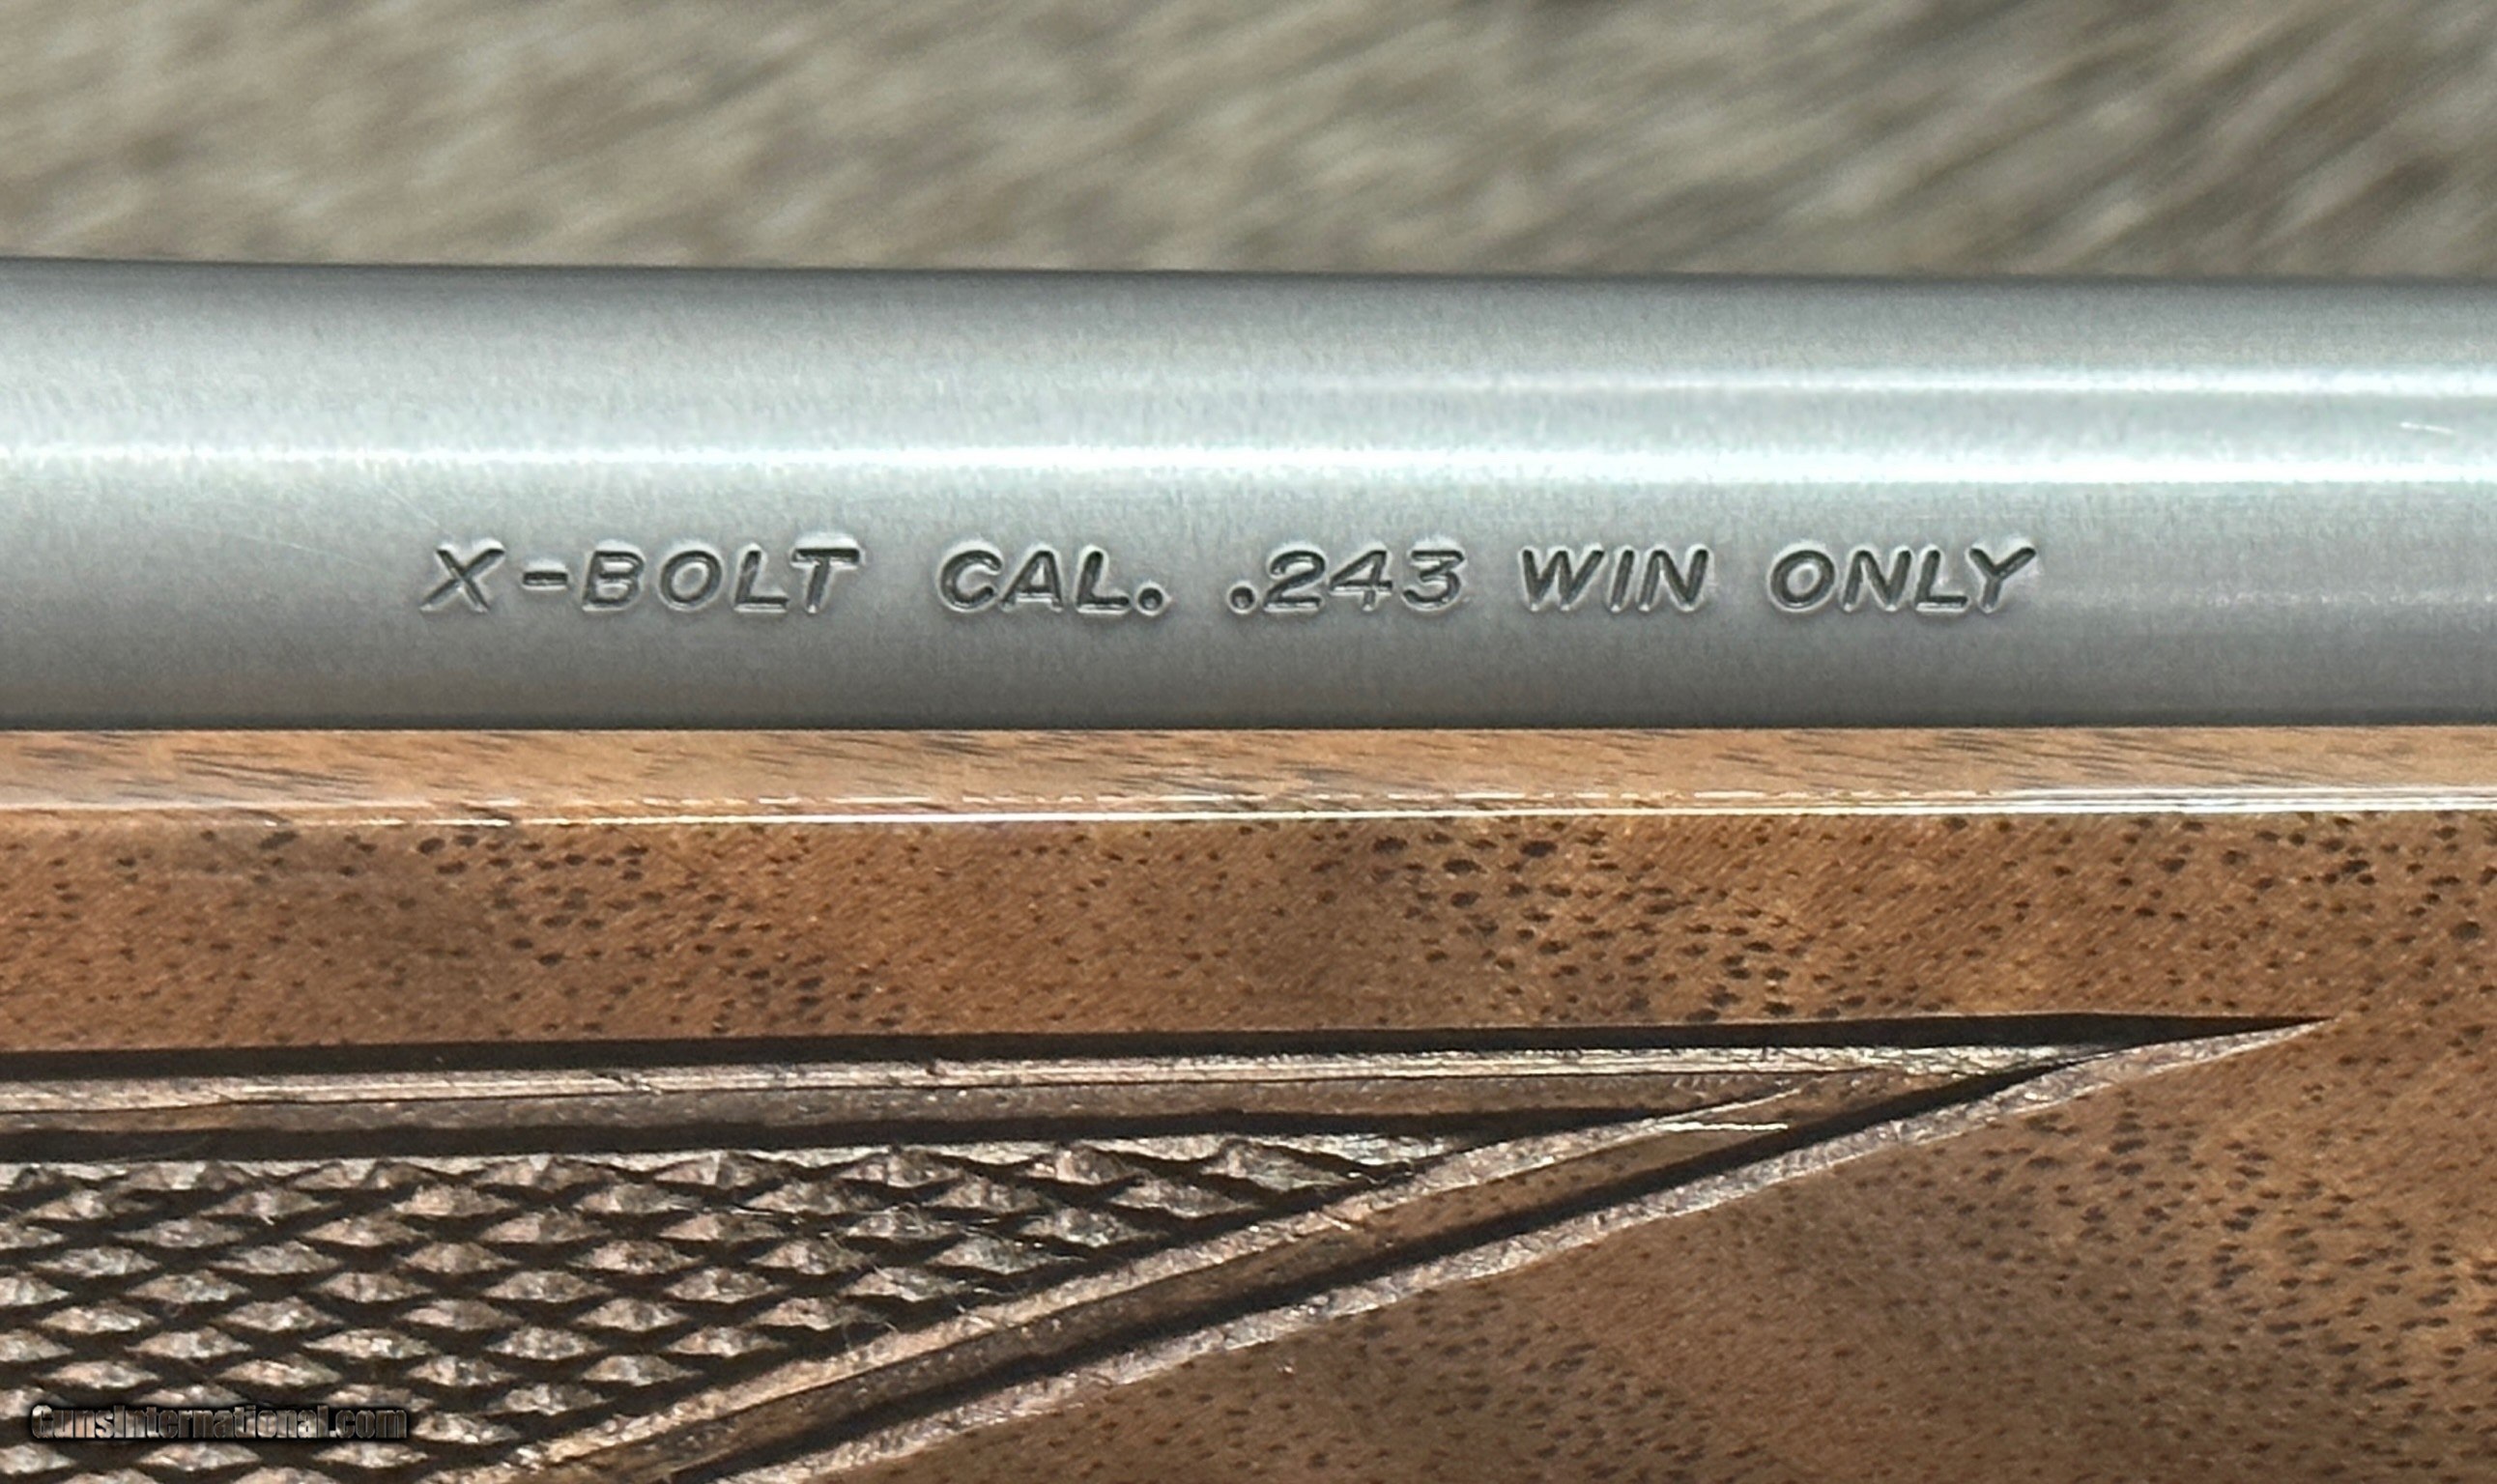 X-BOLT CAL. .243 WIN ONLY
GunsInternational.com